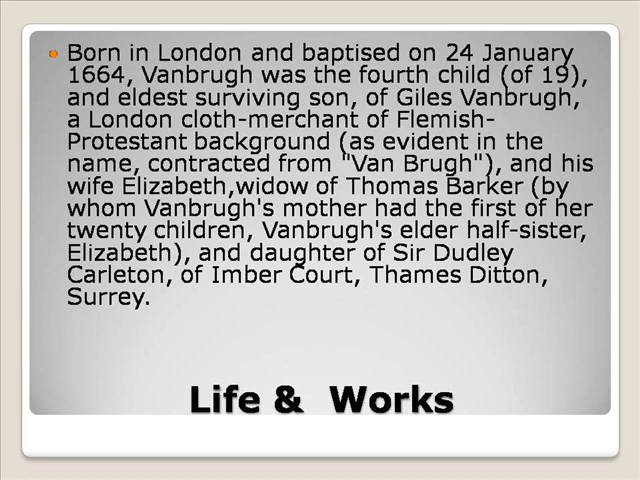 Born in London and baptised on 24 January
1664, Vanbrugh was the fourth child (of 19),
and eldest surviving son, of Giles Vanbrugh,
a London cloth-merchant of Flemish-
Protestant background (as evident in the
name, contracted from "Van Brugh"), and his
wife Elizabeth,widow of Thomas Barker (by
whom Vanbrugh's mother had the first of her
twenty children, Vanbrugh's elder half-sister,
Elizabeth), and daughter of Sir Dudley
Carleton, of Imber Court, Thames Ditton,
Surrey.
Life &  Works